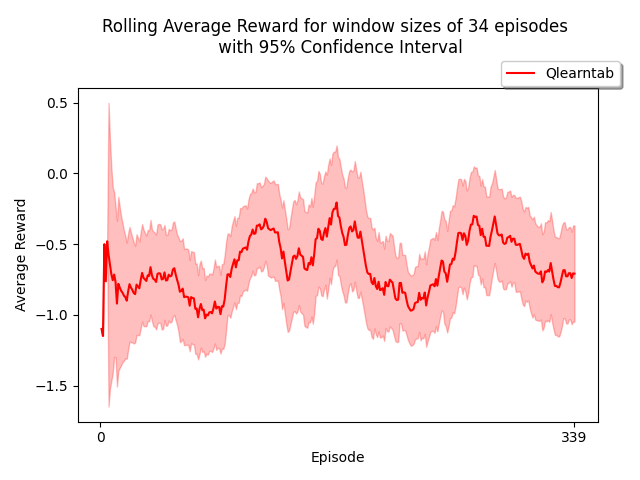 Rolling Average Reward for window sizes of 34 episodes
with 95% Confidence Interval
Qlearntab
0.5
0.0
−0.5
−1.0
−1.5
Average Reward
0 339
Episode